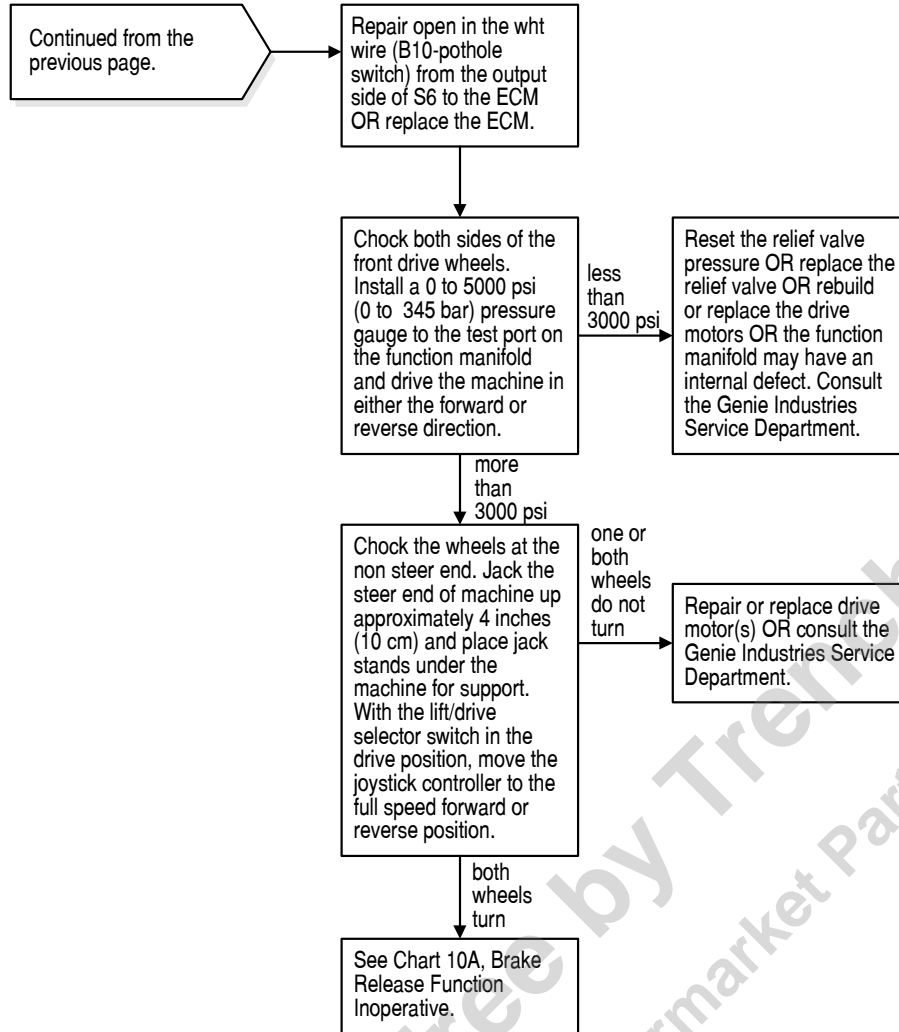 Continued from the
previous page.
Repair open in the wht
wire (B10-pothole
switch) from the output
side of S6 to the ECM
OR replace the ECM.
Chock both sides of the
front drive wheels.
Install a 0 to 5000 psi
(0 to 345 bar) pressure
gauge to the test port on
the function manifold
and drive the machine in
either the forward or
reverse direction.
less
than
3000 psi
Reset the relief valve
pressure OR replace the
relief valve OR rebuild
or replace the drive
motors OR the function
manifold may have an
internal defect. Consult
the Genie Industries
Service Department.
more
than
3000 psi
Chock the wheels at the
non steer end. Jack the
steer end of machine up
approximately 4 inches
(10 cm) and place jack
stands under the
machine for support.
With the lift/drive
selector switch in the
drive position, move the
joystick controller to the
full speed forward or
reverse position.
one or
both
wheels
do not
turn
Repair or replace drive
motor(s) OR consult the
Genie Industries Service
Department.
both
wheels
turn
See Chart 10A, Brake
Release Function
Inoperative.
by Trench